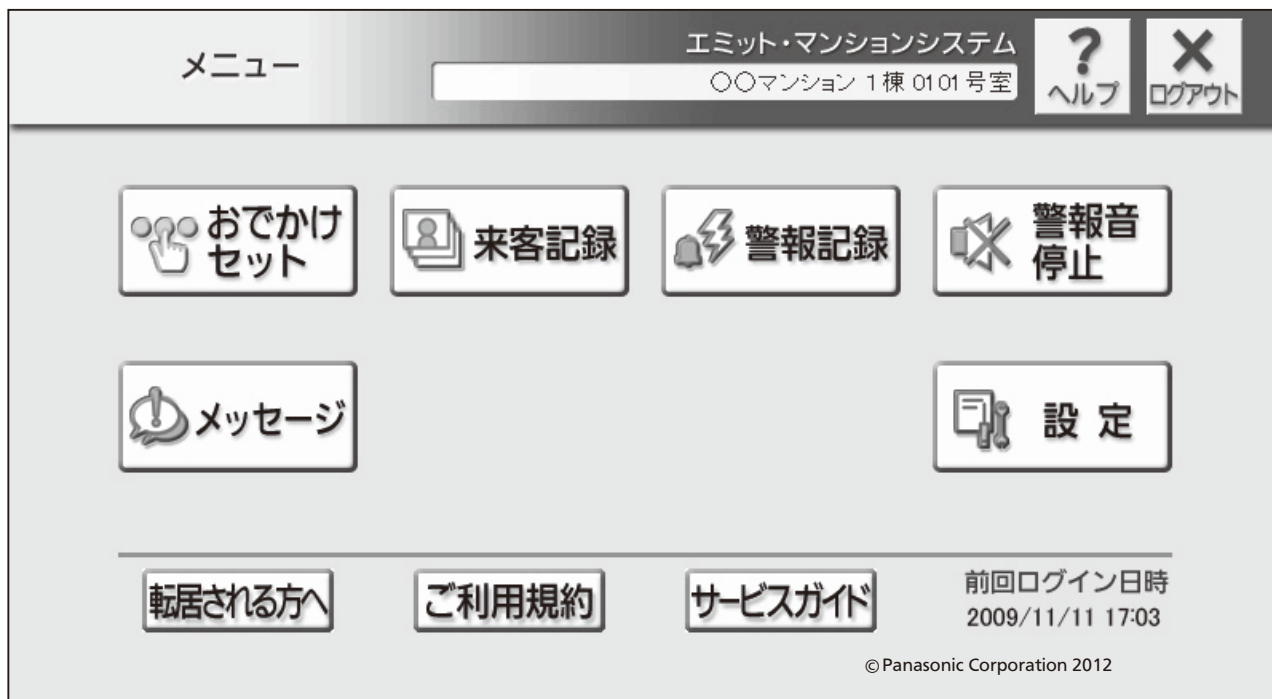 メニュー
エミット・マンションシステム
〇〇マンション 1棟 0101号室
?
ヘルプ
×
ログアウト
おでかけ
セット
来客記録
警報記録
警報音
停止
メッセージ
設 定
転居される方へ
ご利用規約
サービスガイド
前回ログイン日時
2009/11/11 17:03
©Panasonic Corporation 2012